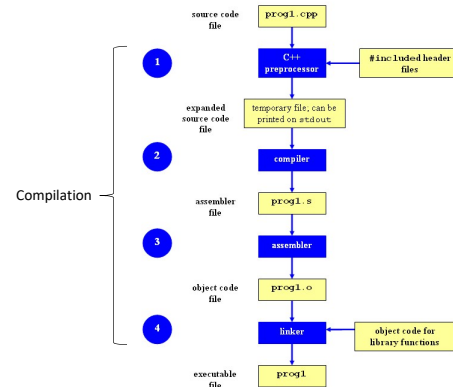 source code
file
prog1.cpp
1
C++
preprocessor
#included header
files
expanded
source code
file
temporary file; can be
printed on stdout
2
compiler
Compilation
assembler
file
prog1.s
3
assembler
object code
file
prog1.o
4
linker
object code for
library functions
executable
file
prog1